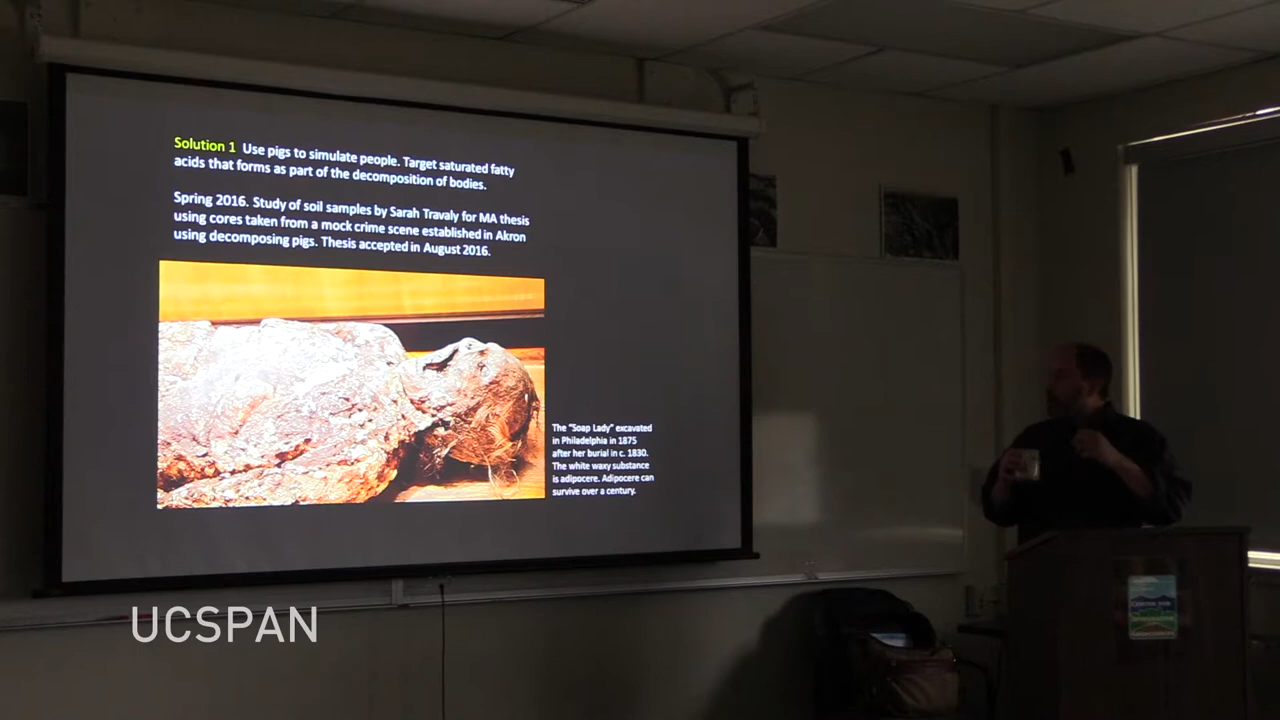 Solution 1 Use pigs to simulate people. Target saturated fatty
acids that forms as part of the decomposition of bodies.
Spring 2016. Study of soil samples by Sarah Travaly for MA thesis
using cores taken from a mock crime scene established in Akron
using decomposing pigs. Thesis accepted in August 2016.
The "Soap Lady" excavated
in Philadelphia in 1875
after her burial in c. 1830.
The white waxy substance
is adipocere. Adipocere can
survive over a century.
UCSPAN